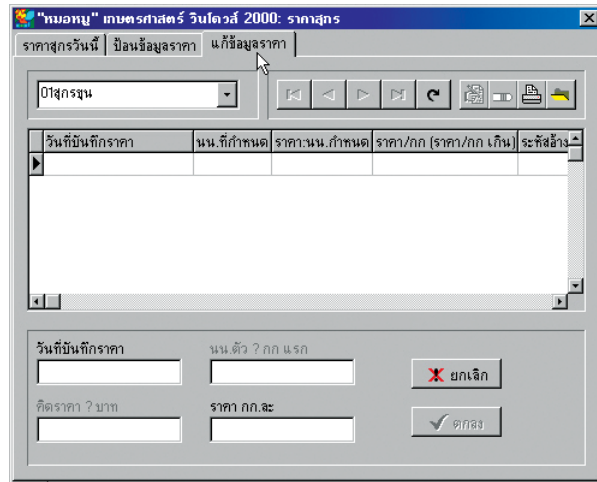 "หมอหมู" เกษตรศาสตร์ วินโดวส์ 2000: ราคาสุกร
ราคาสุกรวันนี้ ป้อนข้อมูลราคา แก้ข้อมูลราคา
01สุกรขุน
วันที่บันทึกราคา นน.ที่กำหนด ราคา:นน.กำหนด ราคา/กก (ราคา/กก เกิน) ระหัสอ้าง
วันที่บันทึกราคา นน.ตัว ? กก แรก
ยกเลิก
คิดราคา ? บาท ราคา กก.ละ
ตกลง